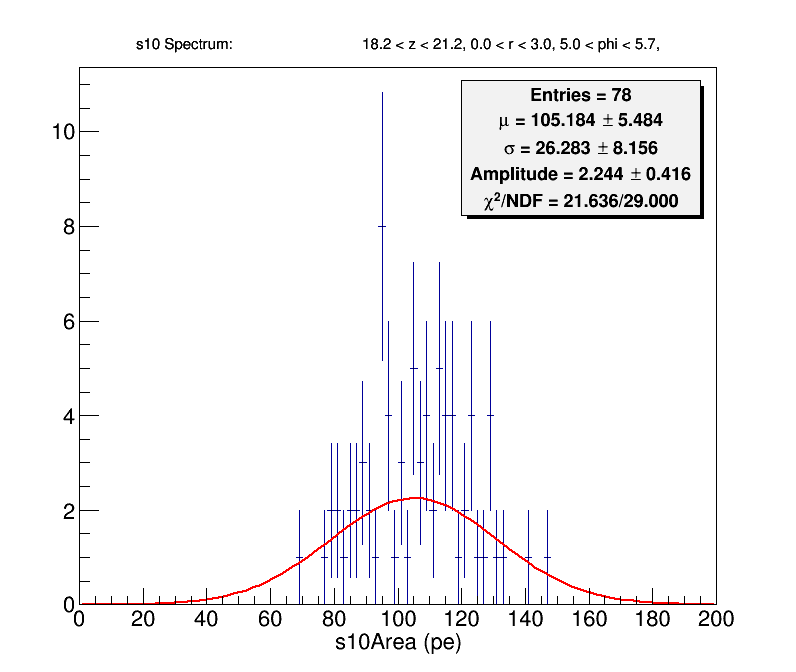 s10 Spectrum: 18.2 < z < 21.2, 0.0 < r < 3.0, 5.0 < phi < 5.7,
Entries = 78
μ = 105.184 ± 5.484
σ = 26.283 ± 8.156
Amplitude = 2.244 ± 0.416
χ²/NDF = 21.636/29.000
10
8
6
4
2
0
0 20 40 60 80 100 120 140 160 180 200
s10Area (pe)